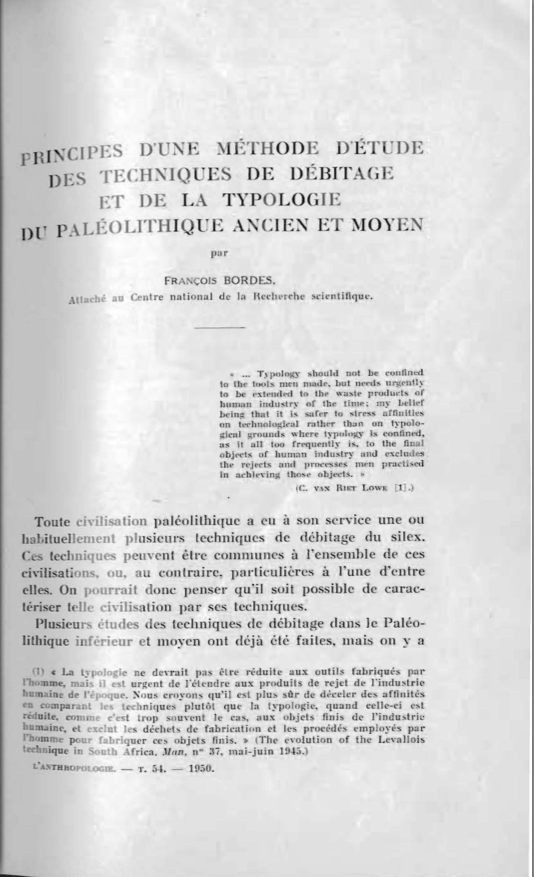 PRINCIPES D'UNE MÉTHODE D'ÉTUDE
DES TECHNIQUES DE DÉBITAGE
ET DE LA TYPOLOGIE
DU PALÉOLITHIQUE ANCIEN ET MOYEN
par
FRANÇOIS BORDES,
Attaché au Centre national de la Recherche scientifique.
« ... Typology should not be confined
to the tools men made, but needs urgently
to be extended to the waste products of
human industry of the time; my belief
being that it is safer to stress affinities
on technological rather than on typolo-
gical grounds where typology is confined,
as it all too frequently is, to the final
objects of human industry and excludes
the rejects and processes men practised
in achieving those objects. »
(C. VAN RIET LOWE [1].)
Toute civilisation paléolithique a eu à son service une ou
habituellement plusieurs techniques de débitage du silex.
Ces techniques peuvent être communes à l'ensemble de ces
civilisations, ou, au contraire, particulières à l'une d'entre
elles. On pourrait donc penser qu'il soit possible de carac-
tériser telle civilisation par ses techniques.
Plusieurs études des techniques de débitage dans le Paléo-
lithique inférieur et moyen ont déjà été faites, mais on y a
(1) « La typologie ne devrait pas être réduite aux outils fabriqués par
l'homme, mais il est urgent de l'étendre aux produits de rejet de l'industrie
humaine de l'époque. Nous croyons qu'il est plus sûr de déceler des affinités
en comparant les techniques plutôt que la typologie, quand celle-ci est
réduite, comme c'est trop souvent le cas, aux objets finis de l'industrie
humaine, et exclut les déchets de fabrication et les procédés employés par
l'homme pour fabriquer ces objets finis. » (The evolution of the Levallois
technique in South Africa, Man, n° 37, mai-juin 1945.)
L'ANTHROPOLOGIE. — T. 54. — 1950.